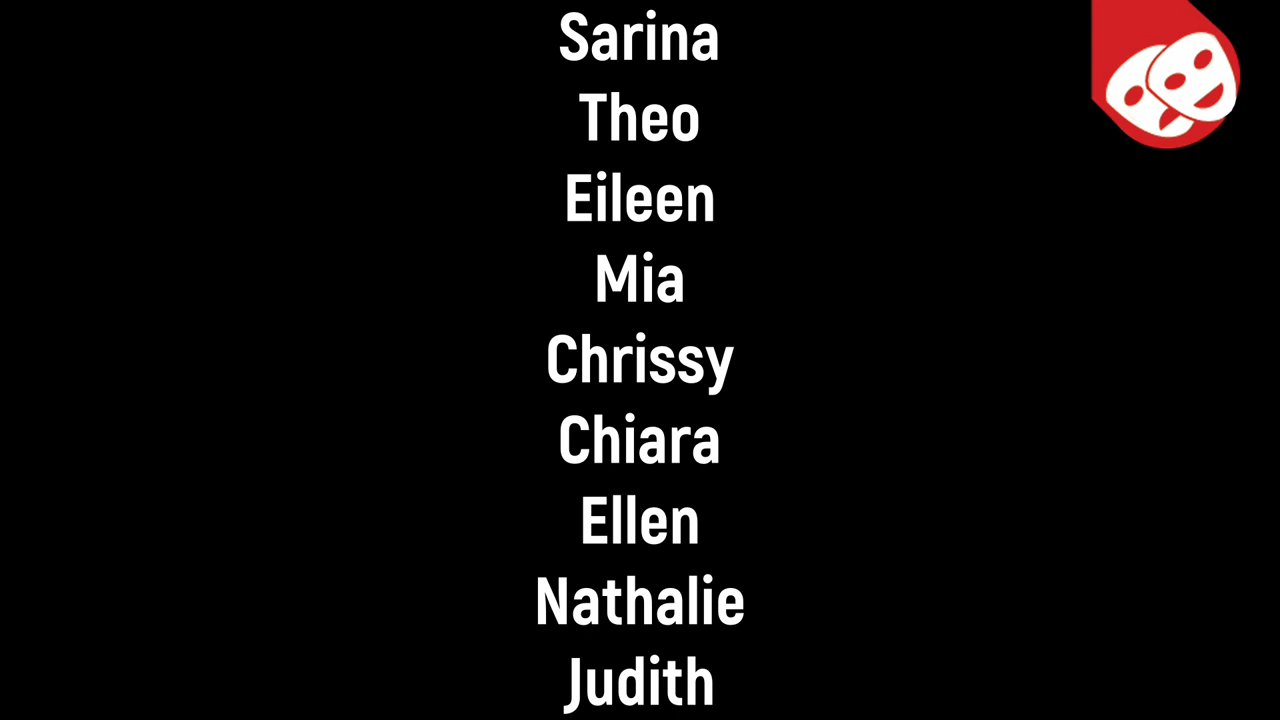 Sarina
Theo
Eileen
Mia
Chrissy
Chiara
Ellen
Nathalie
Judith